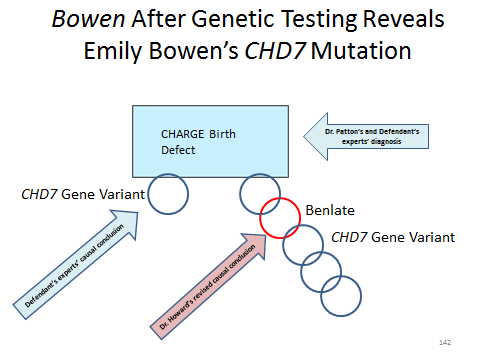 Bowen After Genetic Testing Reveals
Emily Bowen's CHD7 Mutation
CHARGE Birth
Defect
Dr. Patton's and Defendant's
experts' diagnosis
CHD7 Gene Variant
Benlate
CHD7 Gene Variant
Defendant's experts' causal conclusion
Dr. Howard's revised causal conclusion
142